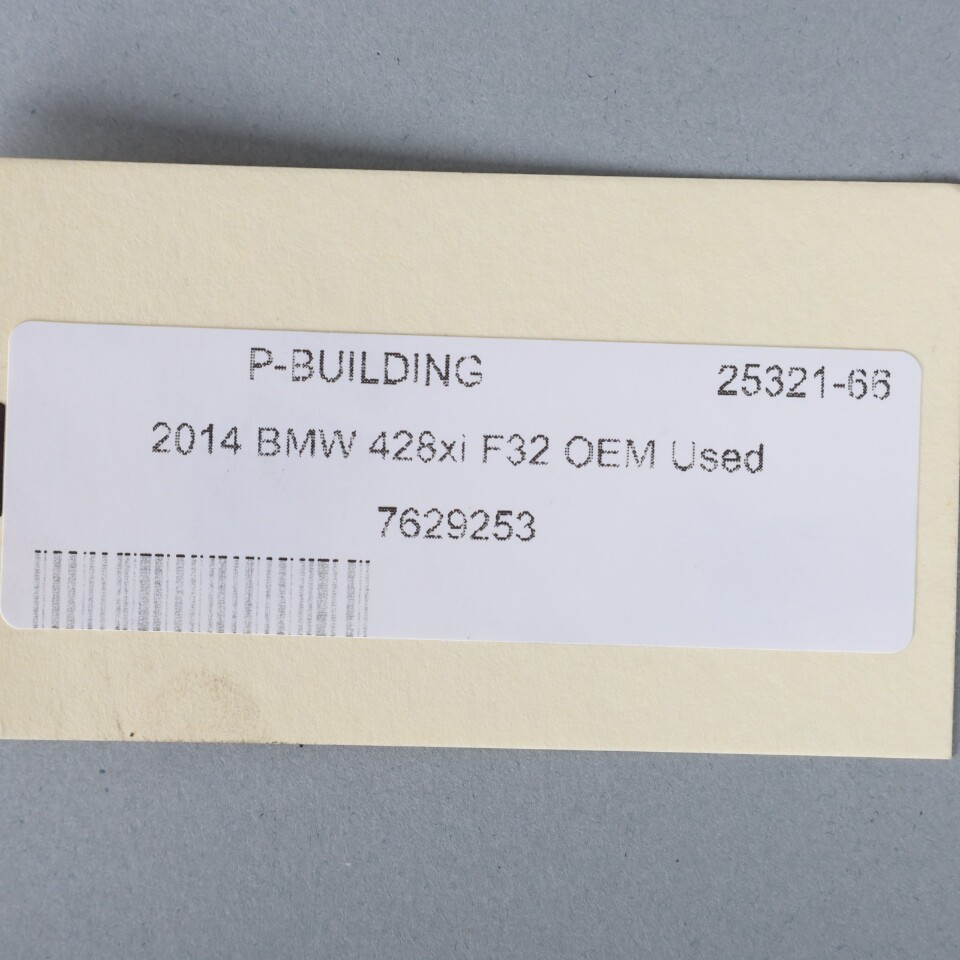 P-BUILDING 25321-66
2014 BMW 428xi F32 OEM Used
7629253